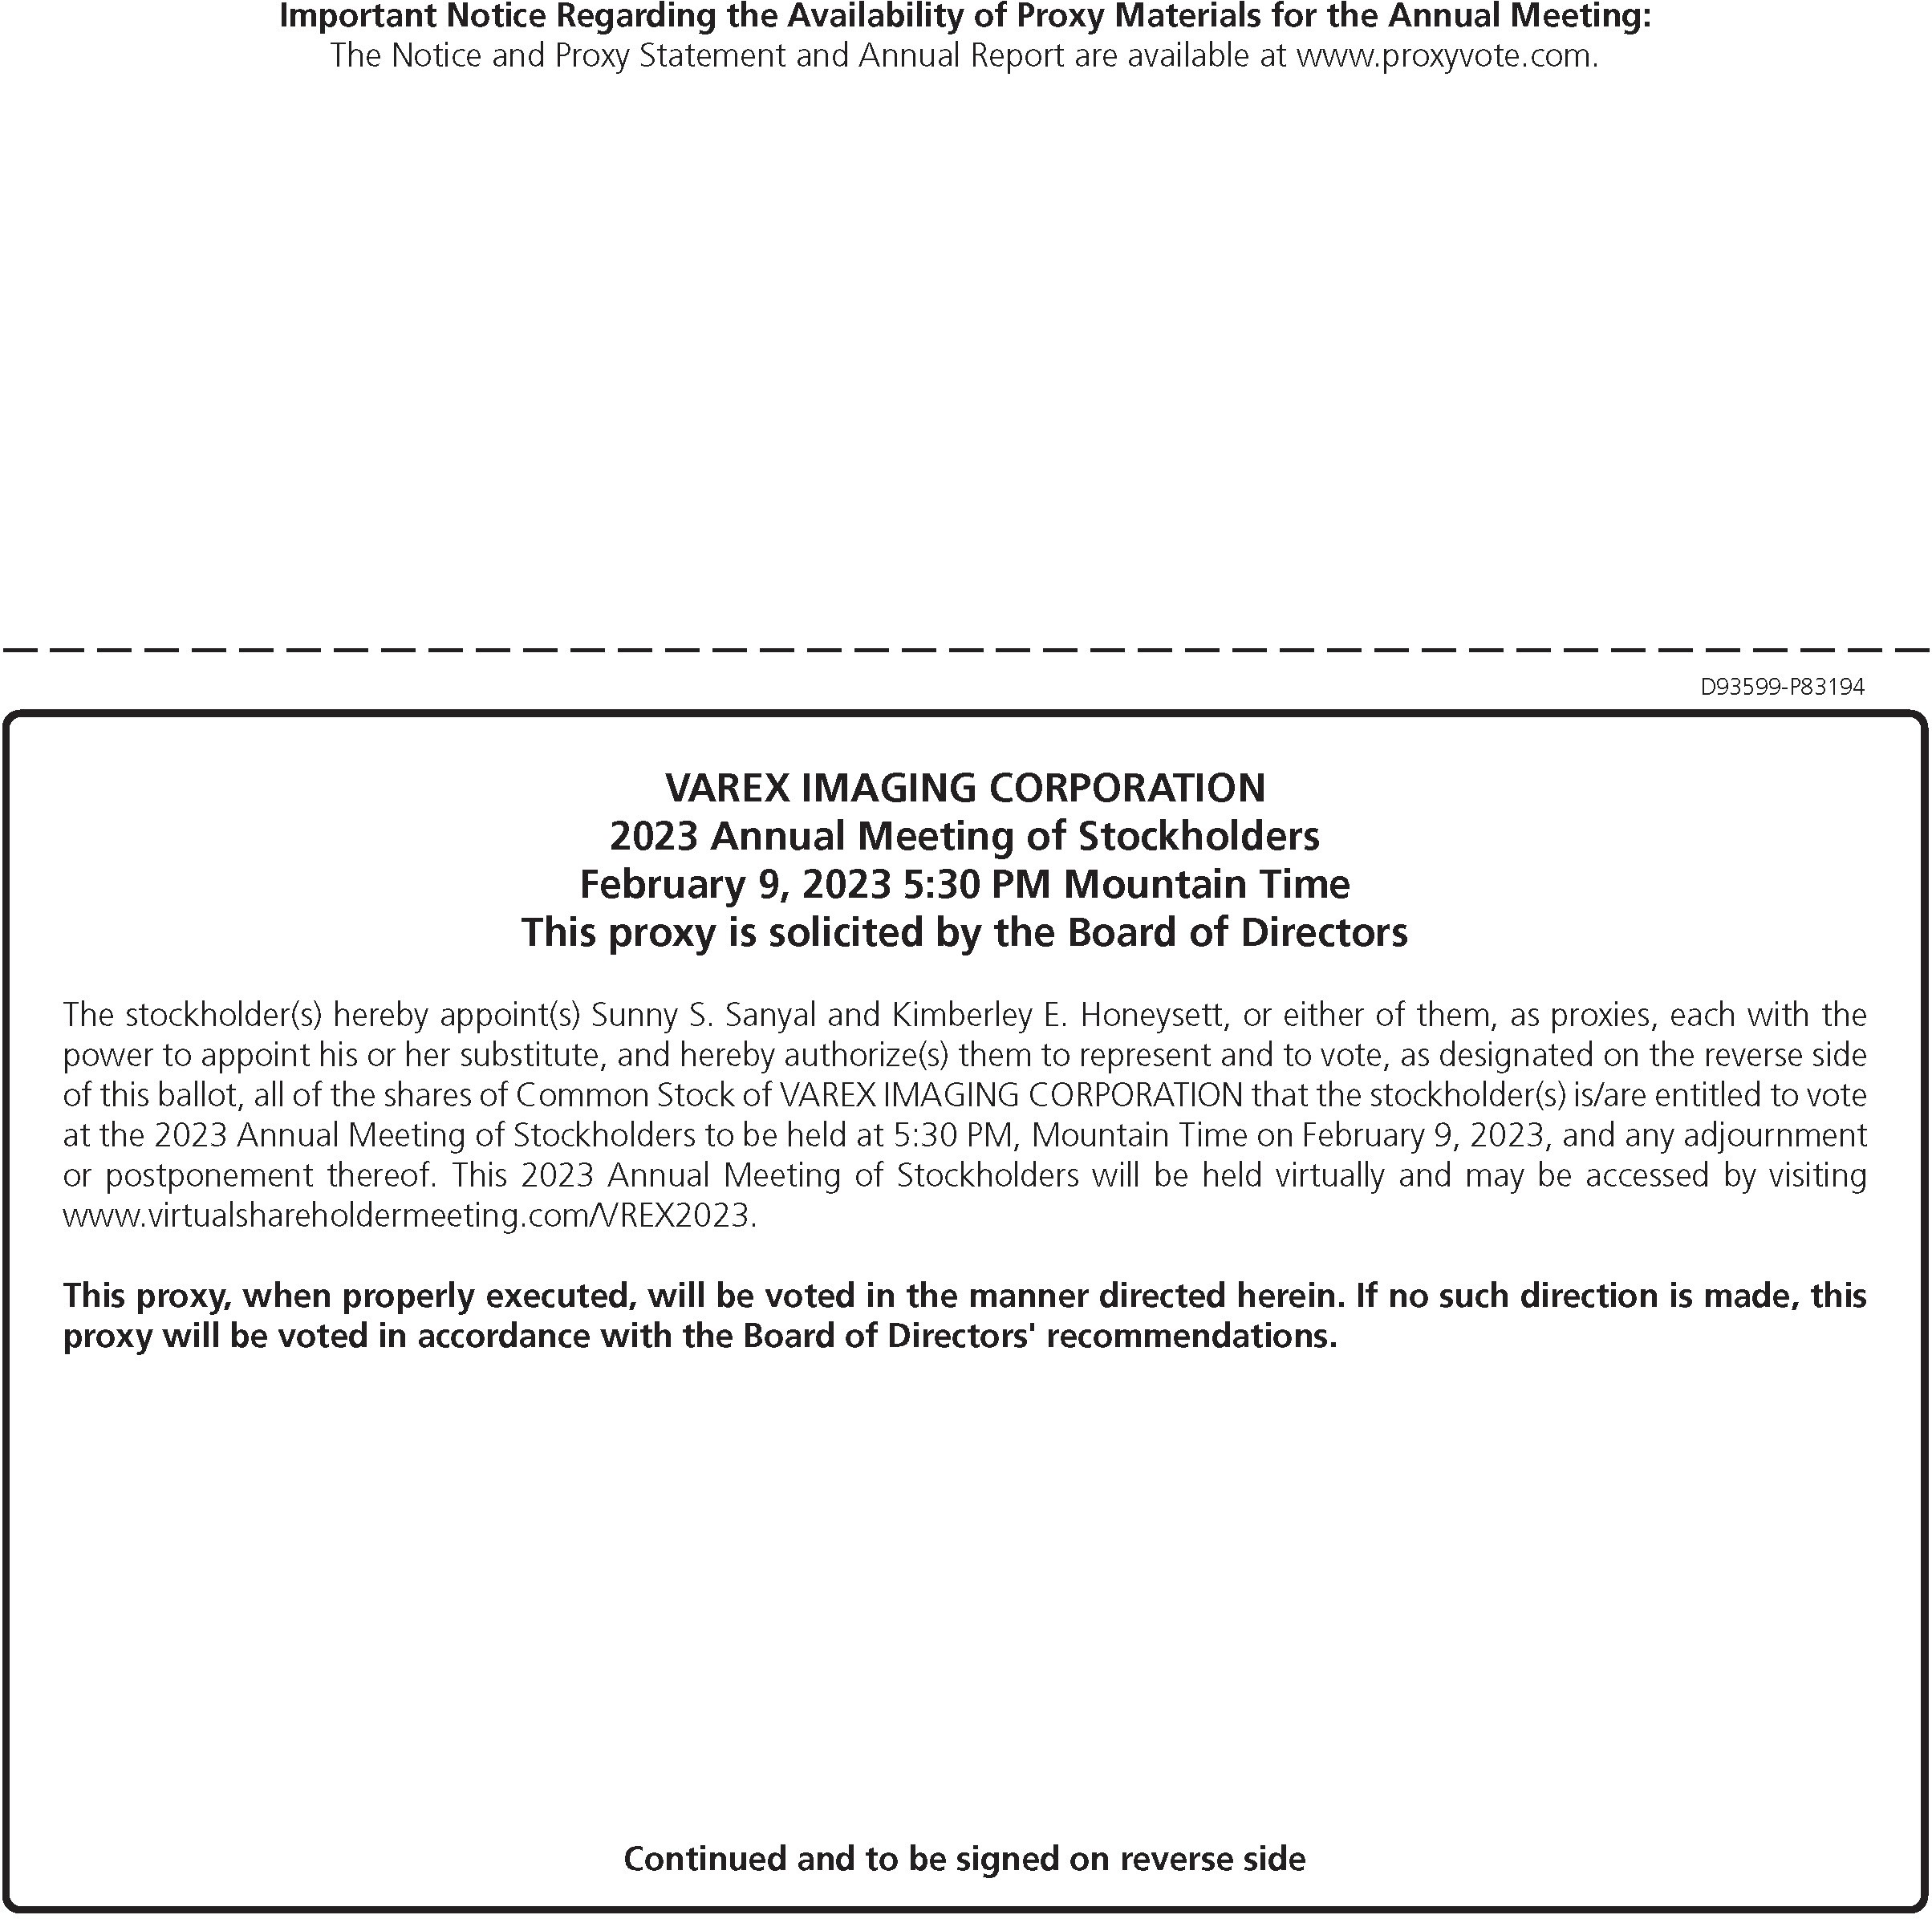 Important Notice Regarding the Availability of Proxy Materials for the Annual Meeting:
The Notice and Proxy Statement and Annual Report are available at www.proxyvote.com.
D93599-P83194
VAREX IMAGING CORPORATION
2023 Annual Meeting of Stockholders
February 9, 2023 5:30 PM Mountain Time
This proxy is solicited by the Board of Directors
The stockholder(s) hereby appoint(s) Sunny S. Sanyal and Kimberley E. Honeysett, or either of them, as proxies, each with the
power to appoint his or her substitute, and hereby authorize(s) them to represent and to vote, as designated on the reverse side
of this ballot, all of the shares of Common Stock of VAREX IMAGING CORPORATION that the stockholder(s) is/are entitled to vote
at the 2023 Annual Meeting of Stockholders to be held at 5:30 PM, Mountain Time on February 9, 2023, and any adjournment
or postponement thereof. This 2023 Annual Meeting of Stockholders will be held virtually and may be accessed by visiting
www.virtualshareholdermeeting.com/VREX2023.
This proxy, when properly executed, will be voted in the manner directed herein. If no such direction is made, this
proxy will be voted in accordance with the Board of Directors' recommendations.
Continued and to be signed on reverse side